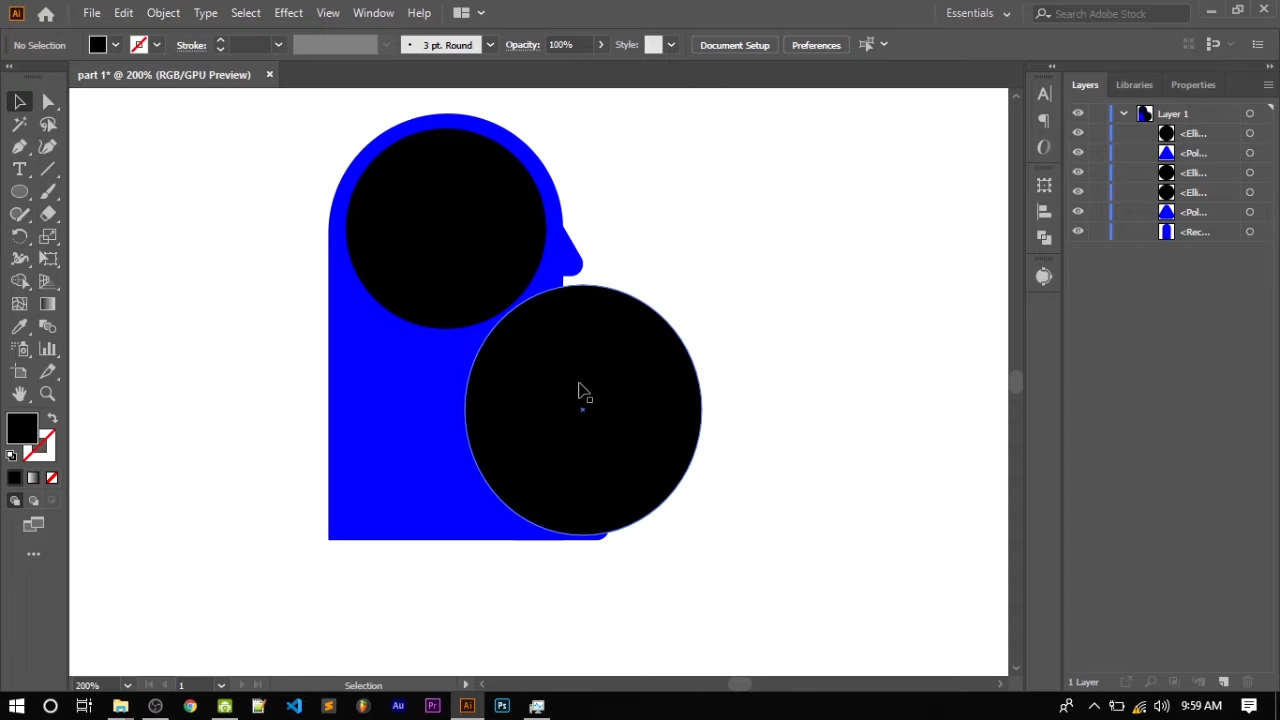 Ai File Edit Object Type Select Effect View Window Help Essentials Search Adobe Stock
No Selection Stroke: 3 pt. Round Opacity: 100% Style: Document Setup Preferences
part 1* @ 200% (RGB/GPU Preview) × Layers Libraries Properties
Layer 1
<Elli...
<Pol...
<Elli...
<Elli...
<Pol...
<Rec...
200% 1 Selection 1 Layer
Au Pr Ai Ps 9:59 AM